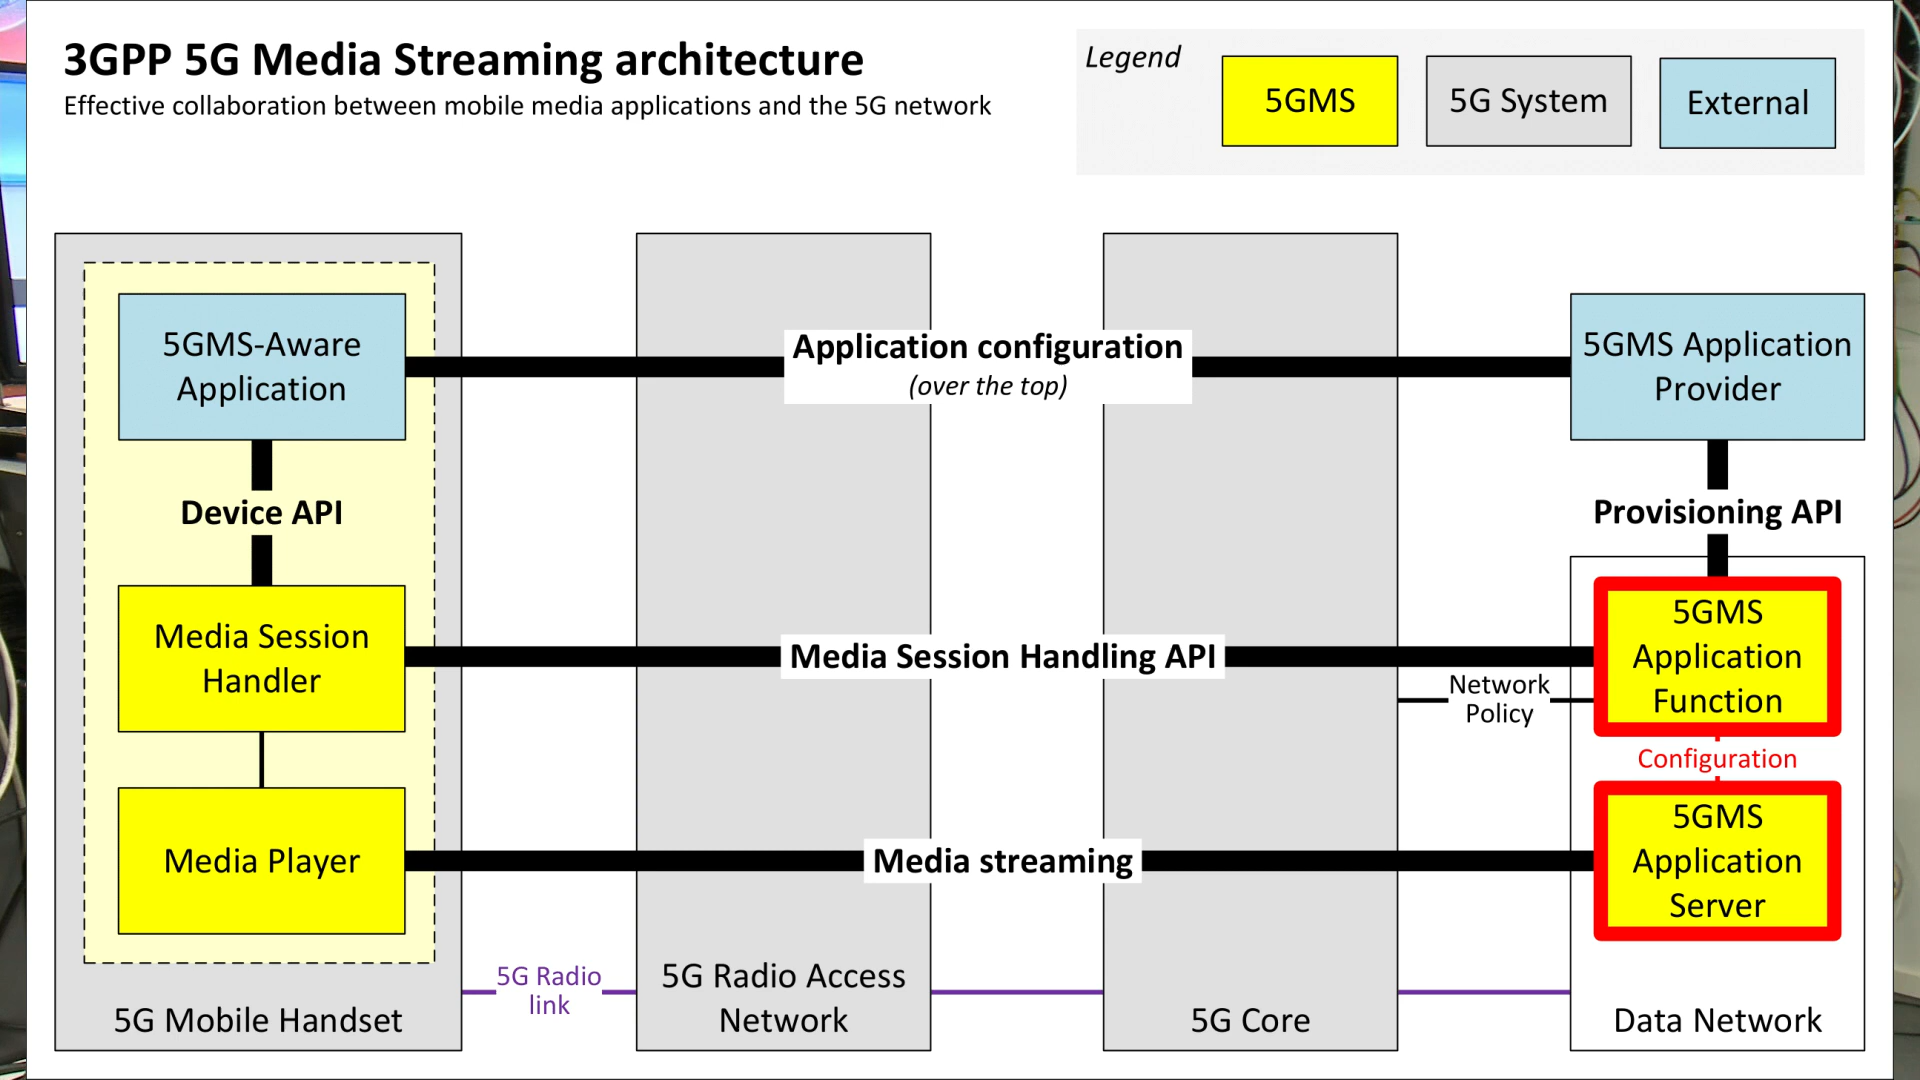 3GPP 5G Media Streaming architecture
Effective collaboration between mobile media applications and the 5G network
Legend
5GMS
5G System
External
5GMS-Aware
Application
Application configuration
(over the top)
5GMS Application
Provider
Device API
Provisioning API
Media Session
Handler
Media Session Handling API
5GMS
Application
Function
Network
Policy
Configuration
Media Player
Media streaming
5GMS
Application
Server
5G Mobile Handset
5G Radio
link
5G Radio Access
Network
5G Core
Data Network